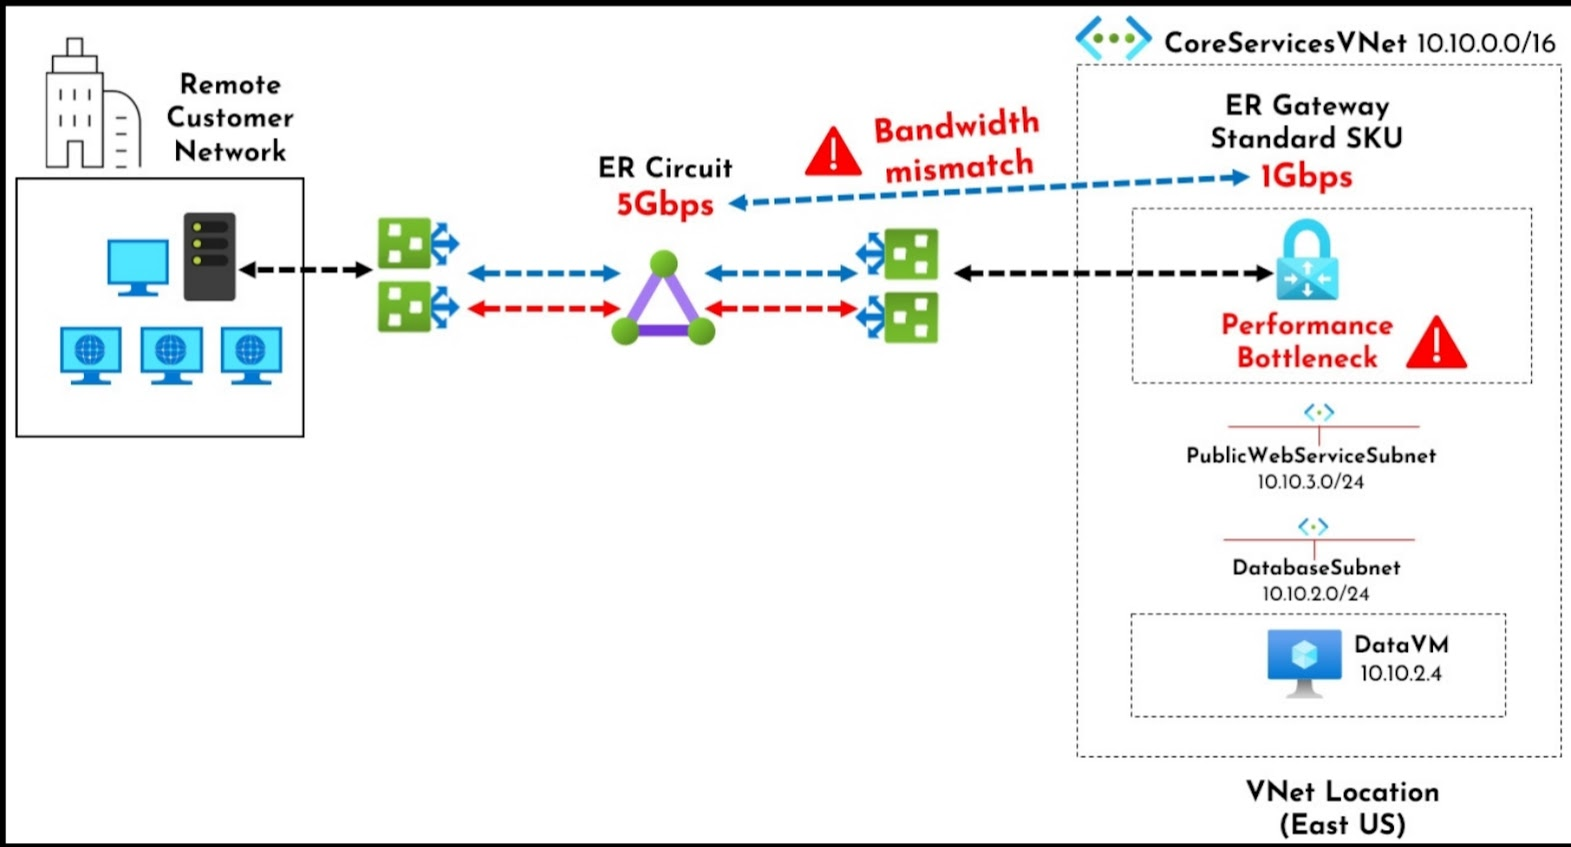 Remote
Customer
Network
ER Circuit
5Gbps
Bandwidth
mismatch
CoreServicesVNet 10.10.0.0/16
ER Gateway
Standard SKU
1Gbps
Performance
Bottleneck
PublicWebServiceSubnet
10.10.3.0/24
DatabaseSubnet
10.10.2.0/24
DataVM
10.10.2.4
VNet Location
(East US)